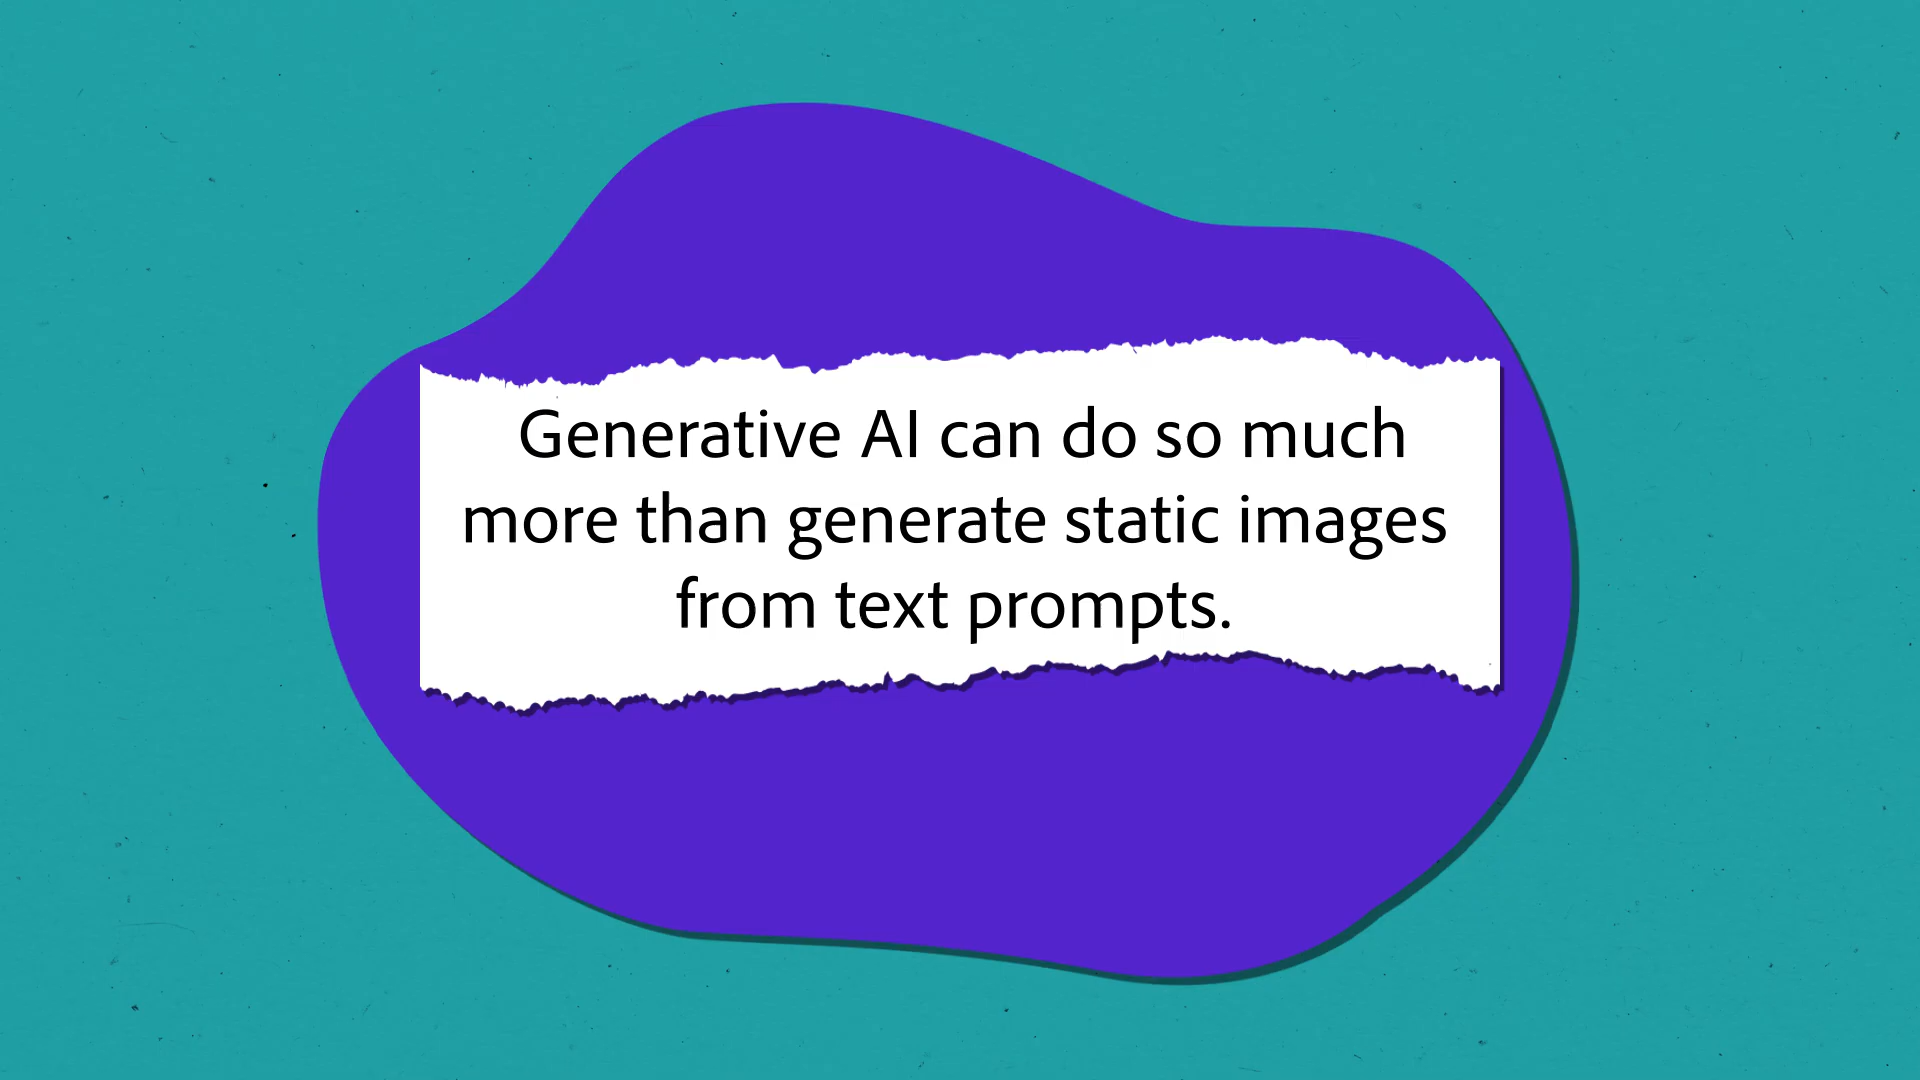 Generative AI can do so much
more than generate static images
from text prompts.